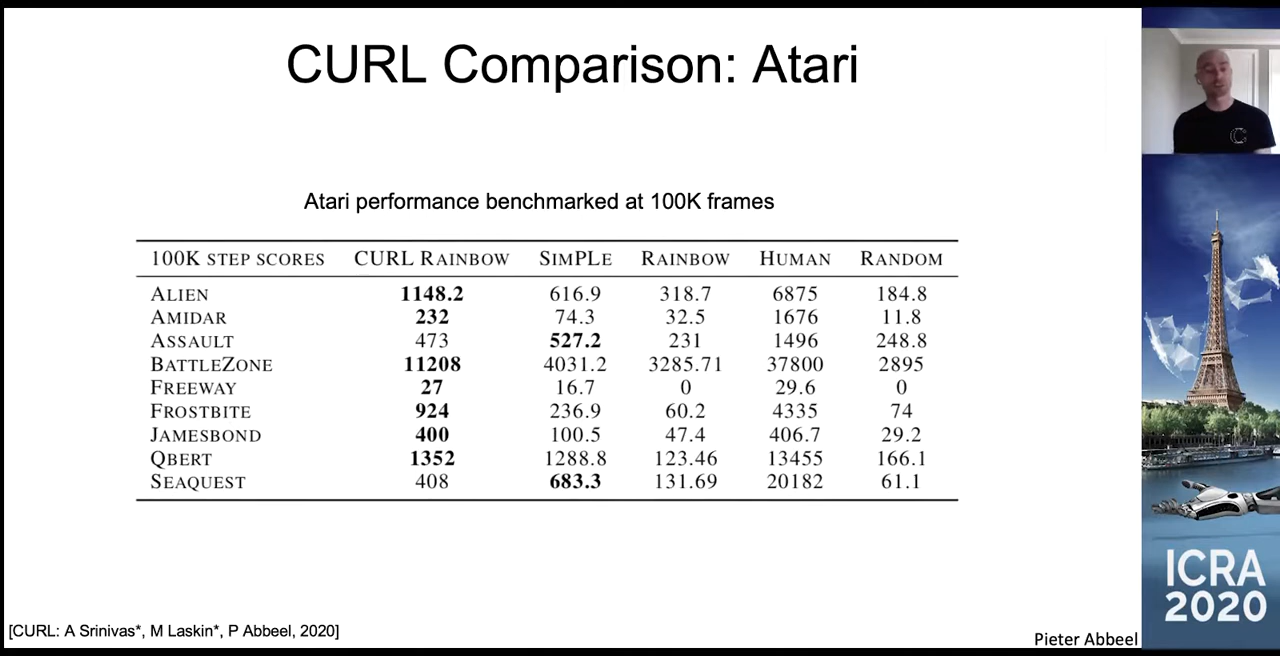 CURL Comparison: Atari
Atari performance benchmarked at 100K frames
100K STEP SCORES CURL RAINBOW SIMPLE RAINBOW HUMAN RANDOM
ALIEN 1148.2 616.9 318.7 6875 184.8
AMIDAR 232 74.3 32.5 1676 11.8
ASSAULT 473 527.2 231 1496 248.8
BATTLEZONE 11208 4031.2 3285.71 37800 2895
FREEWAY 27 16.7 0 29.6 0
FROSTBITE 924 236.9 60.2 4335 74
JAMESBOND 400 100.5 47.4 406.7 29.2
QBERT 1352 1288.8 123.46 13455 166.1
SEAQUEST 408 683.3 131.69 20182 61.1
[CURL: A Srinivas*, M Laskin*, P Abbeel, 2020]
Pieter Abbeel
ICRA
2020